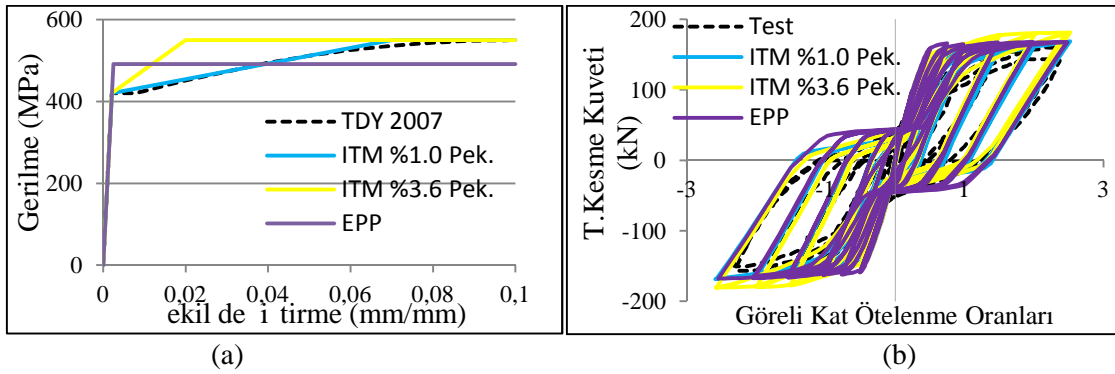 600
400
200
0
Gerilme (MPa)
TDY 2007
ITM %1.0 Pek.
ITM %3.6 Pek.
EPP
0 0,02 0,04 0,06 0,08 0,1
ekil de i tirme (mm/mm)
(a)
200
100
0
-100
-200
T.Kesme Kuveti
(kN)
Test
ITM %1.0 Pek.
ITM %3.6 Pek.
EPP
-3 -1 1 3
Göreli Kat Ötelenme Oranları
(b)